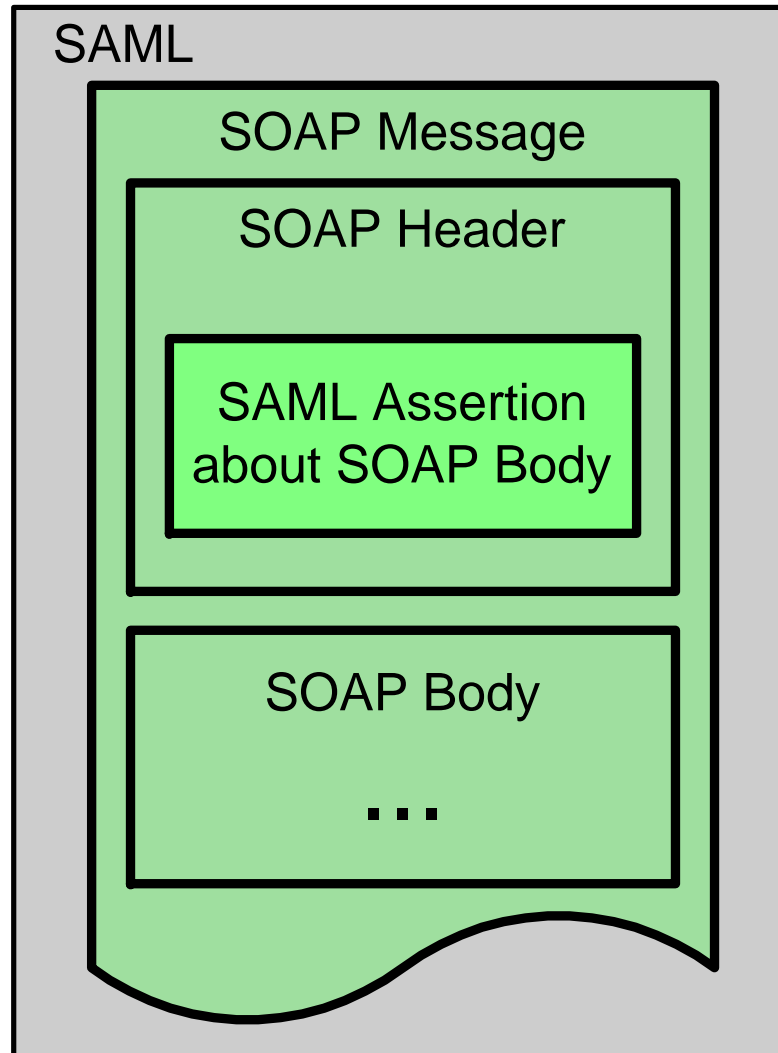 SAML
SOAP Message
SOAP Header
SAML Assertion
about SOAP Body
SOAP Body
...